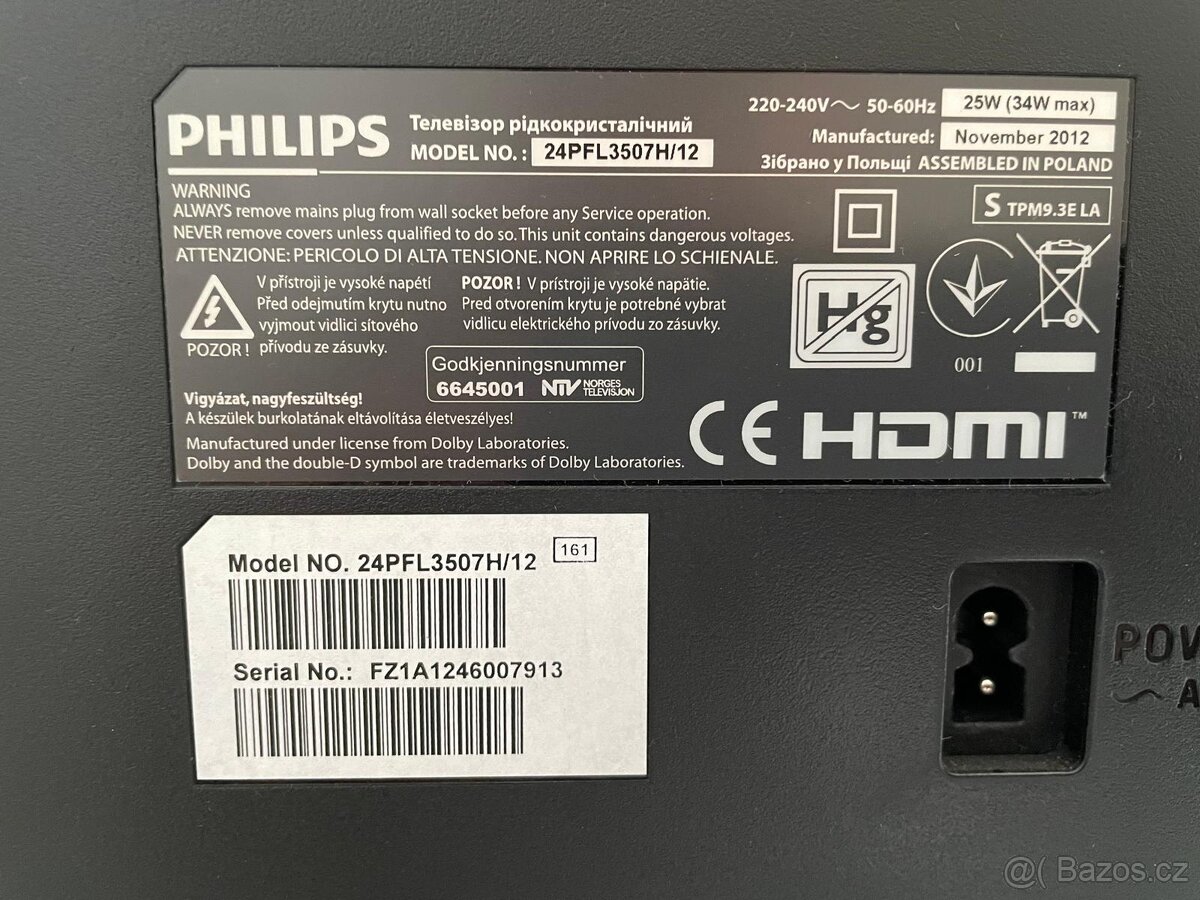 PHILIPS
Телевізор рідкокристалічний
MODEL NO. : 24PFL3507H/12
220-240V～ 50-60Hz 25W (34W max)
Manufactured: November 2012
Зібрано у Польщі ASSEMBLED IN POLAND
WARNING
ALWAYS remove mains plug from wall socket before any Service operation.
NEVER remove covers unless qualified to do so. This unit contains dangerous voltages.
ATTENZIONE: PERICOLO DI ALTA TENSIONE. NON APRIRE LO SCHIENALE.
S TPM9.3E LA
V přístroji je vysoké napětí
Před odejmutím krytu nutno
vyjmout vidlici síťového
přívodu ze zásuvky.
POZOR !
POZOR ! V prístroji je vysoké napätie.
Pred otvorením krytu je potrebné vybrat
vidlicu elektrického prívodu zo zásuvky.
Hg
001
Godkjenningsnummer
6645001 NTV NORGES
TELEVISJON
Vigyázat, nagyfeszültség!
A készülek burkolatának eltávolítása életveszélyes!
Manufactured under license from Dolby Laboratories.
Dolby and the double-D symbol are trademarks of Dolby Laboratories.
CE HDMI™
Model NO. 24PFL3507H/12 161
Serial No.: FZ1A1246007913
POW
～ A
@( Bazoš.cz